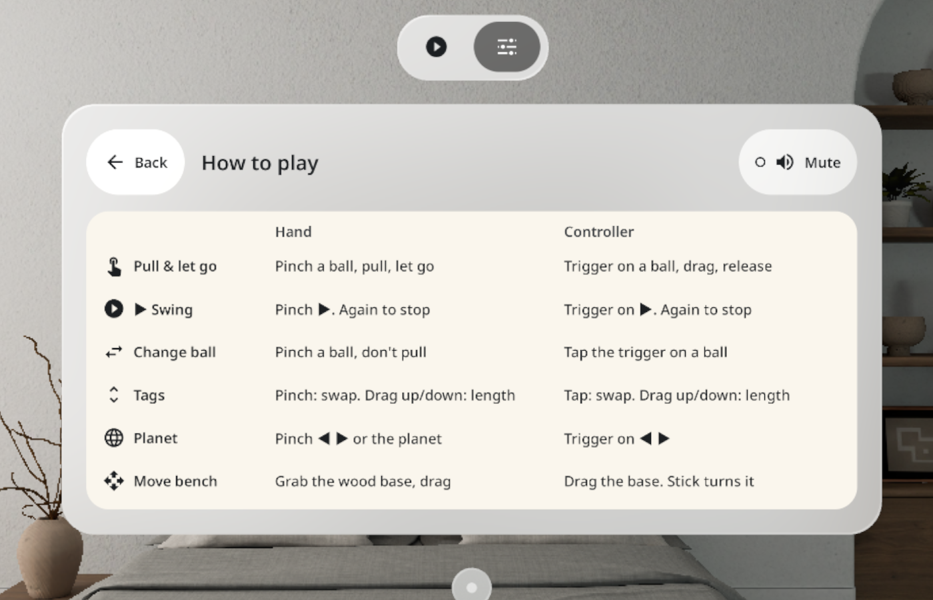 Back How to play Mute
Hand Controller
Pull & let go Pinch a ball, pull, let go Trigger on a ball, drag, release
▶ Swing Pinch ▶. Again to stop Trigger on ▶. Again to stop
Change ball Pinch a ball, don't pull Tap the trigger on a ball
Tags Pinch: swap. Drag up/down: length Tap: swap. Drag up/down: length
Planet Pinch ◀ ▶ or the planet Trigger on ◀ ▶
Move bench Grab the wood base, drag Drag the base. Stick turns it